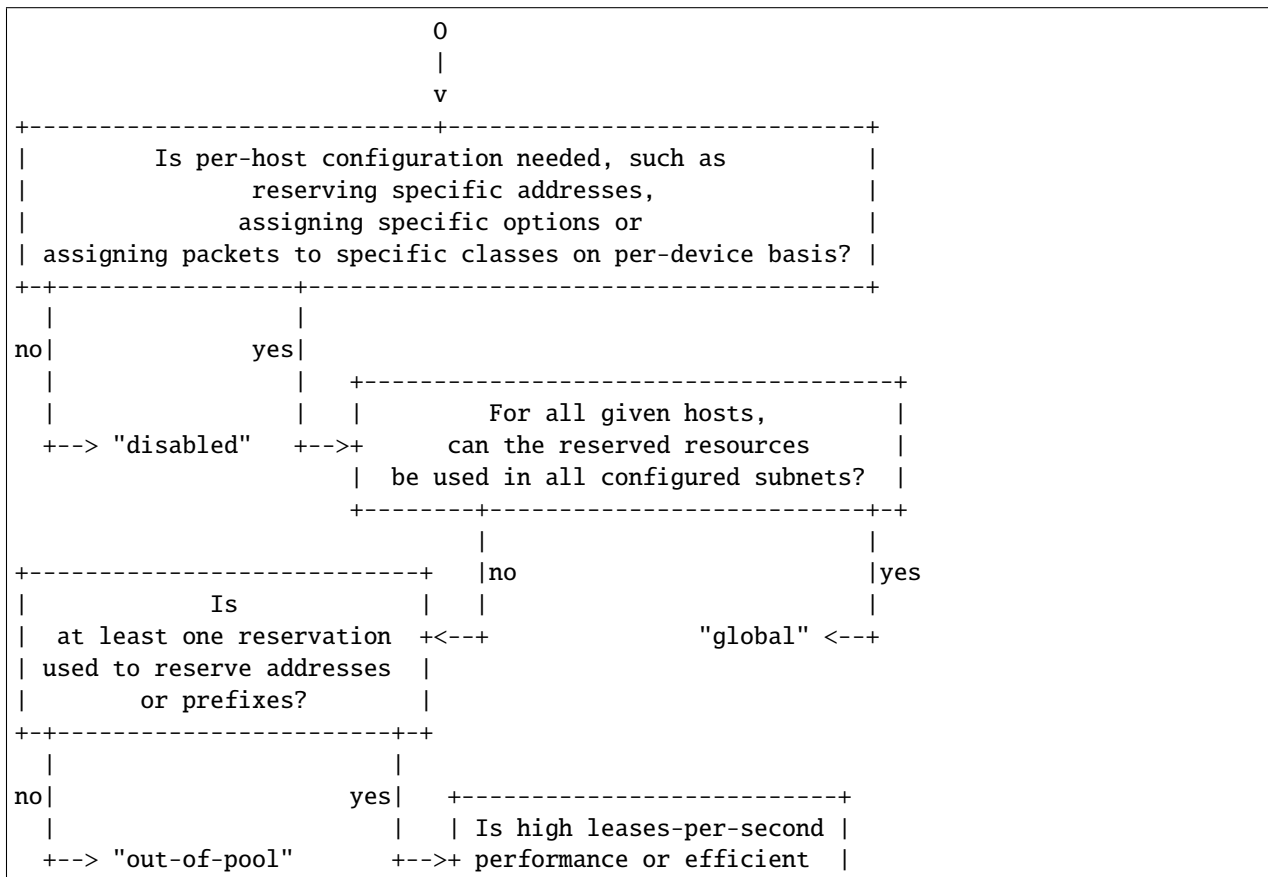 O
|
v
+-----------------------------+------------------------------+
|         Is per-host configuration needed, such as          |
|                reserving specific addresses,               |
|               assigning specific options or                |
| assigning packets to specific classes on per-device basis? |
+-+-----------------+----------------------------------------+
  |                 |
no|              yes|
  |                 |   +--------------------------------------+
  |                 |   |         For all given hosts,         |
  +--> "disabled"   +-->+      can the reserved resources      |
                        |  be used in all configured subnets?  |
                        +--------+---------------------------+-+
                                 |                           |
+----------------------------+   |no                         |yes
|             Is             |   |                           |
|  at least one reservation  +<--+               "global" <--+
| used to reserve addresses  |
|        or prefixes?        |
+-+------------------------+-+
  |                        |
no|                     yes|   +---------------------------+
  |                        |   | Is high leases-per-second |
  +--> "out-of-pool"       +-->+ performance or efficient  |